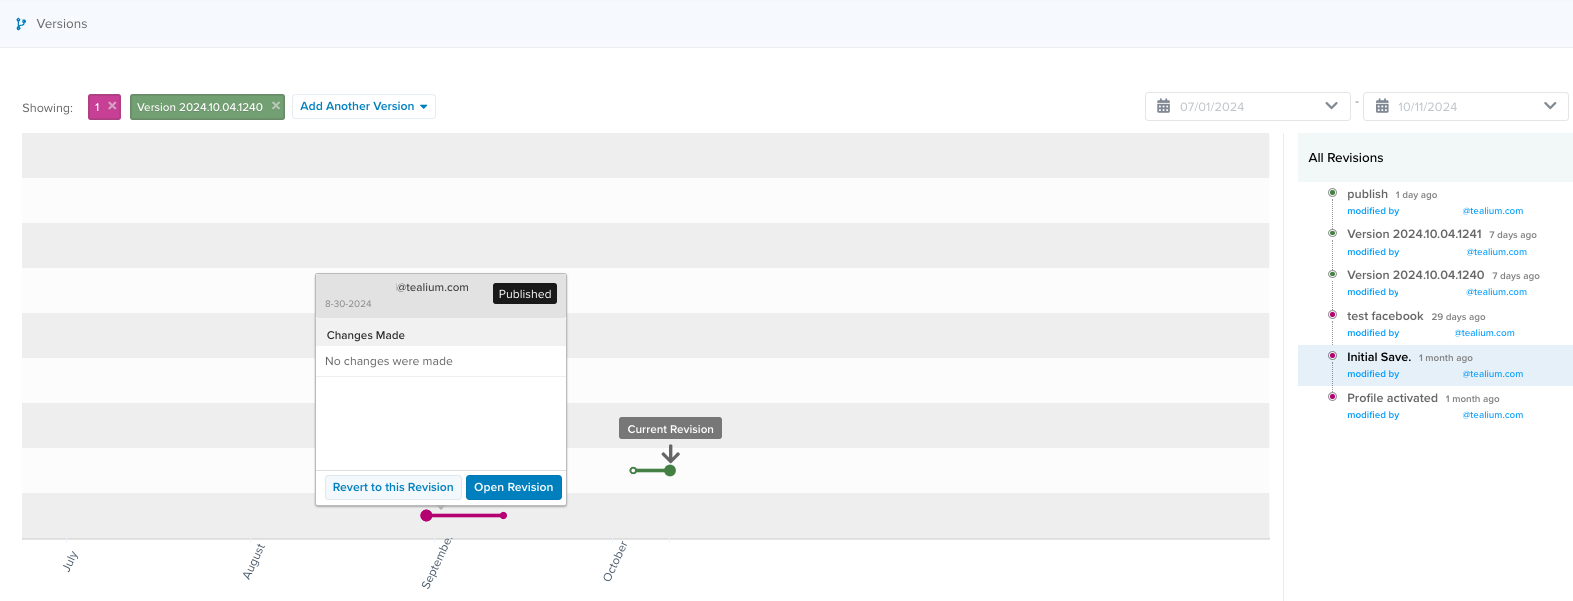 Versions
Showing:
1 ×
Version 2024.10.04.1240 ×
Add Another Version
07/01/2024
-
10/11/2024
@tealium.com
8-30-2024
Published
Changes Made
No changes were made
Revert to this Revision
Open Revision
Current Revision
July
August
September
October
All Revisions
publish 1 day ago
modified by @tealium.com
Version 2024.10.04.1241 7 days ago
modified by @tealium.com
Version 2024.10.04.1240 7 days ago
modified by @tealium.com
test facebook 29 days ago
modified by @tealium.com
Initial Save. 1 month ago
modified by @tealium.com
Profile activated 1 month ago
modified by @tealium.com